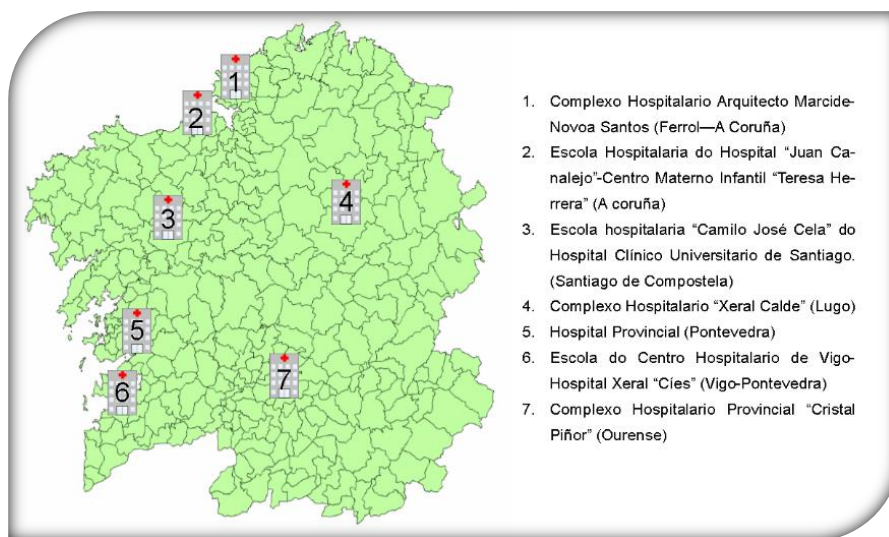 1
2
3
4
5
6
7
1. Complexo Hospitalario Arquitecto Marcide-
Novoa Santos (Ferrol—A Coruña)
2. Escola Hospitalaria do Hospital “Juan Ca-
nalejo”-Centro Materno Infantil “Teresa He-
rrera” (A coruña)
3. Escola hospitalaria “Camilo José Cela” do
Hospital Clínico Universitario de Santiago.
(Santiago de Compostela)
4. Complexo Hospitalario “Xeral Calde” (Lugo)
5. Hospital Provincial (Pontevedra)
6. Escola do Centro Hospitalario de Vigo-
Hospital Xeral “Cíes” (Vigo-Pontevedra)
7. Complexo Hospitalario Provincial “Cristal
Piñor” (Ourense)